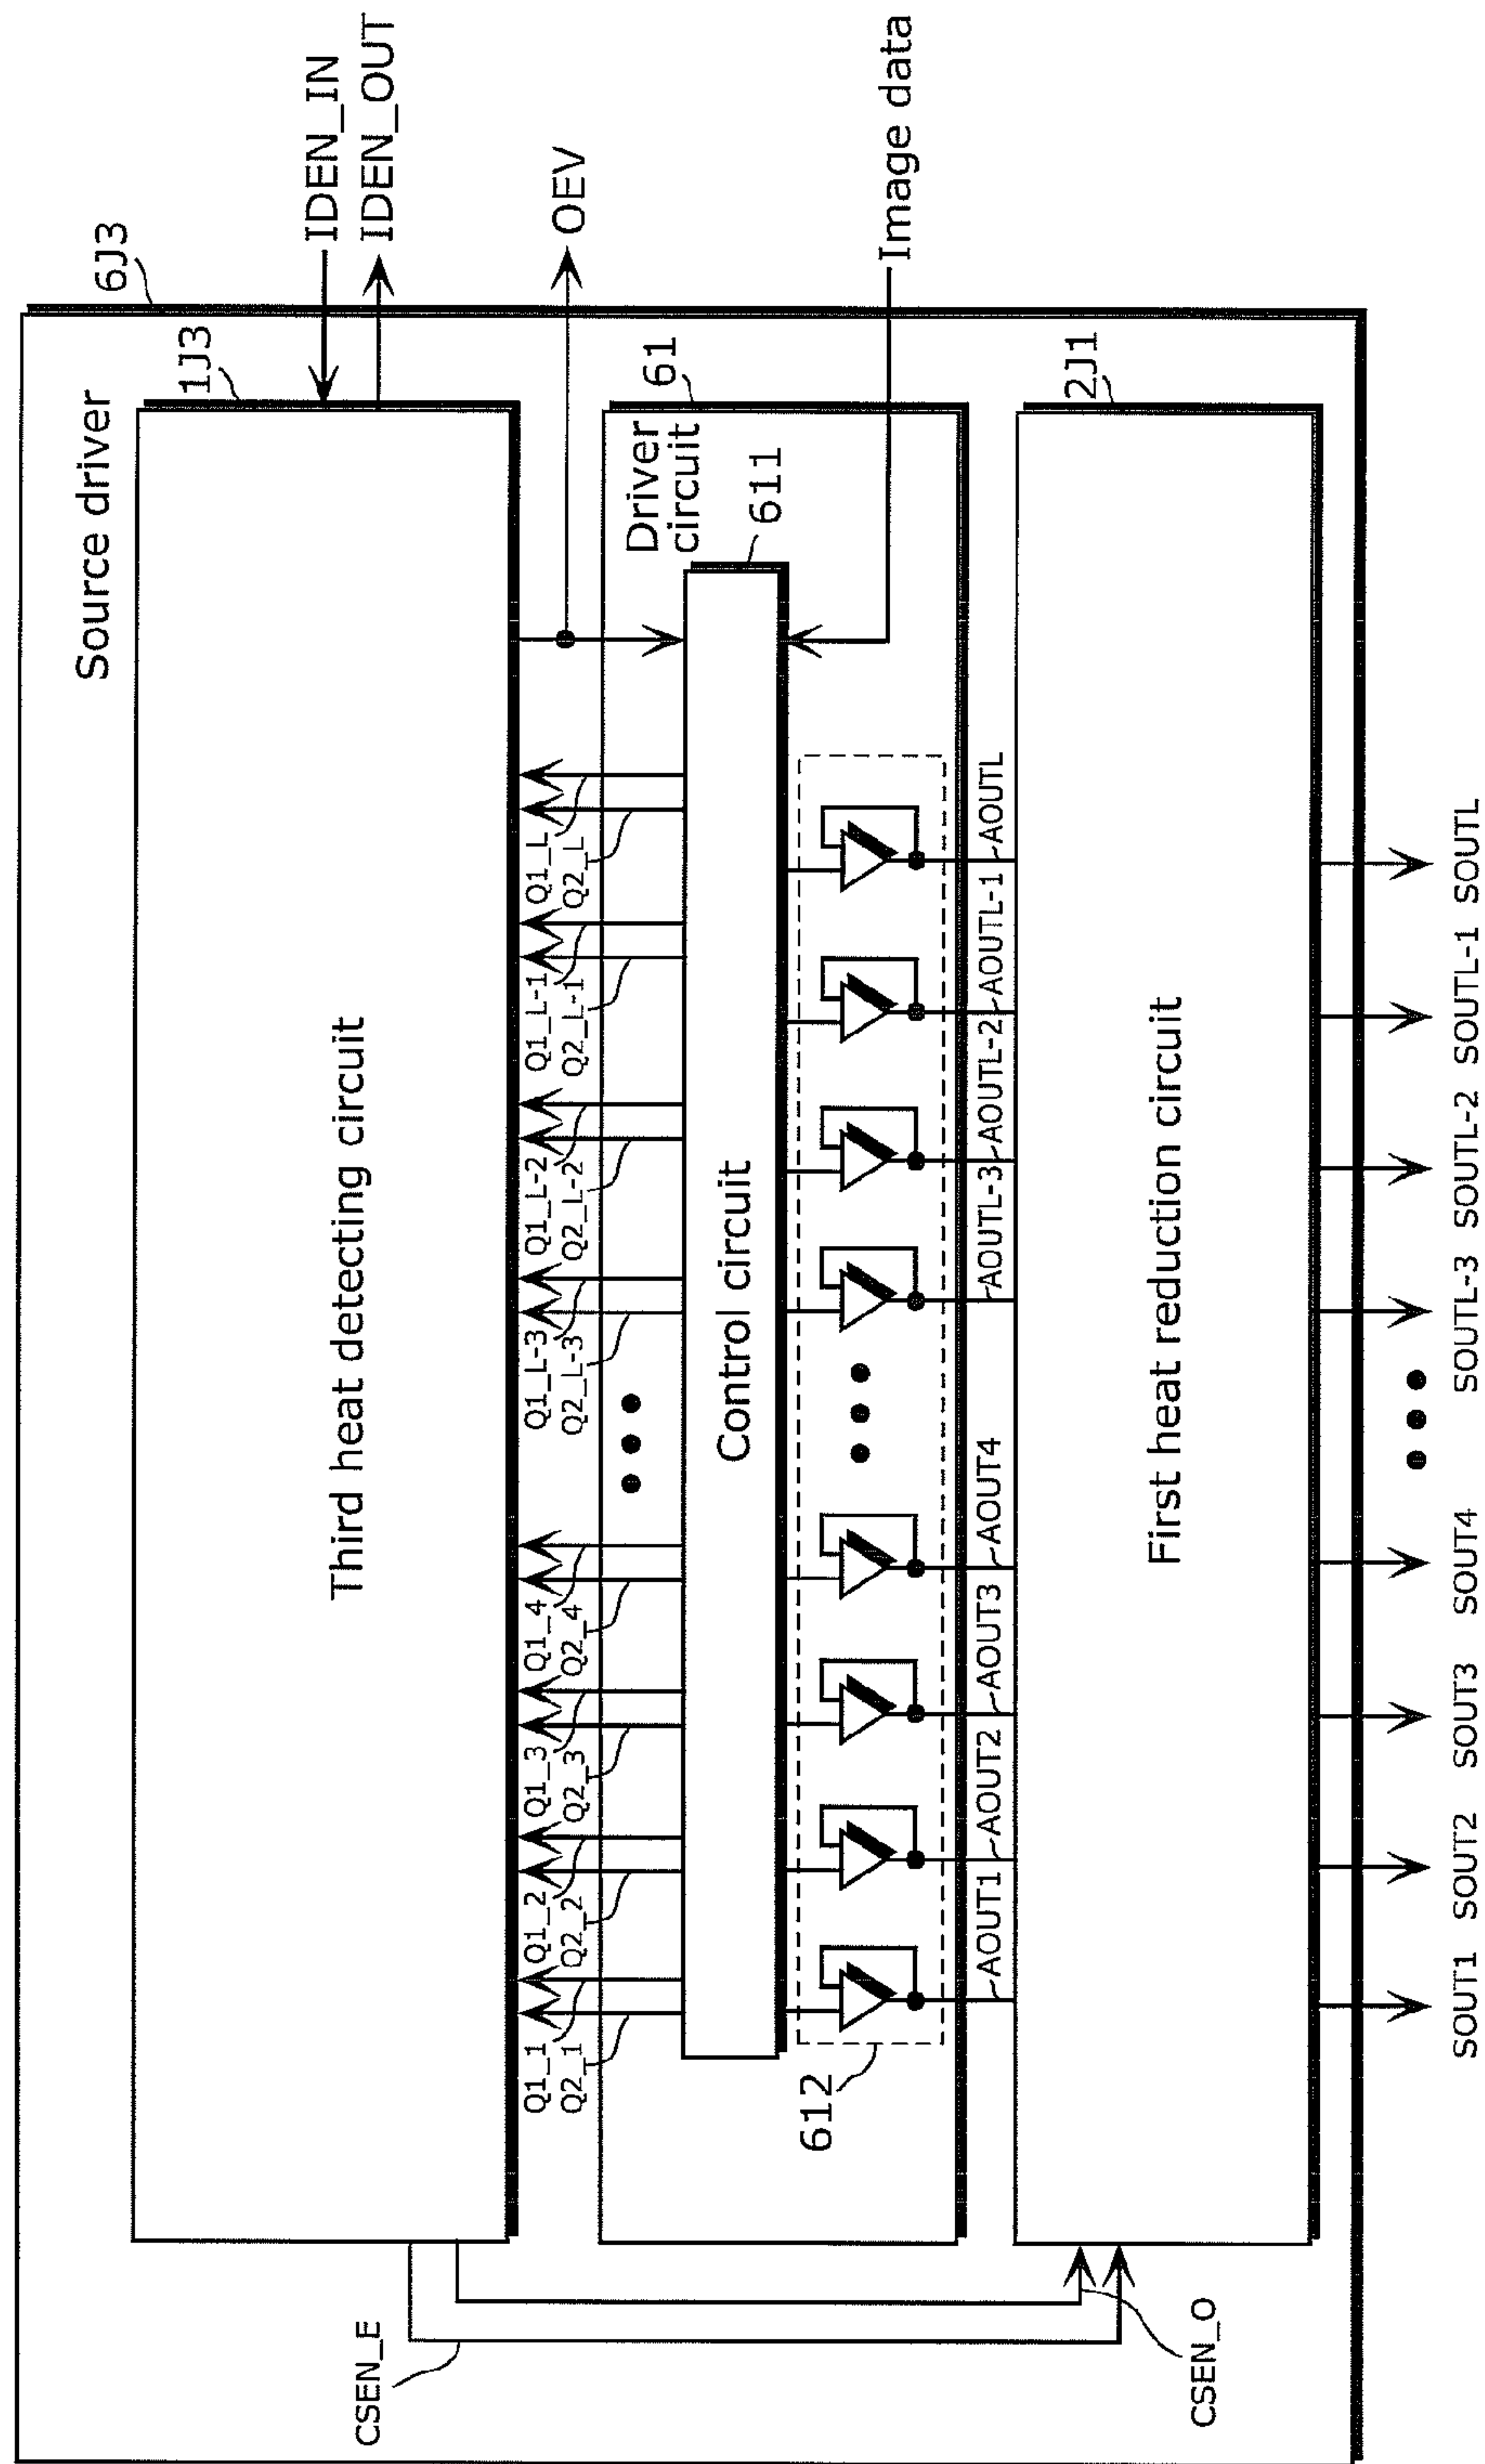 Source driver
6J3
1J3
IDEN_IN
IDEN_OUT
Third heat detecting circuit
OEV
Q1_1
Q2_1
Q1_2
Q2_2
Q1_3
Q2_3
Q1_4
Q2_4
Q1_L-3
Q2_L-3
Q1_L-2
Q2_L-2
Q1_L-1
Q2_L-1
Q1_L
Q2_L
Driver
circuit
61
611
Control circuit
Image data
612
AOUT1
AOUT2
AOUT3
AOUT4
AOUTL-3
AOUTL-2
AOUTL-1
AOUTL
2J1
First heat reduction circuit
CSEN_E
CSEN_O
SOUT1
SOUT2
SOUT3
SOUT4
SOUTL-3
SOUTL-2
SOUTL-1
SOUTL